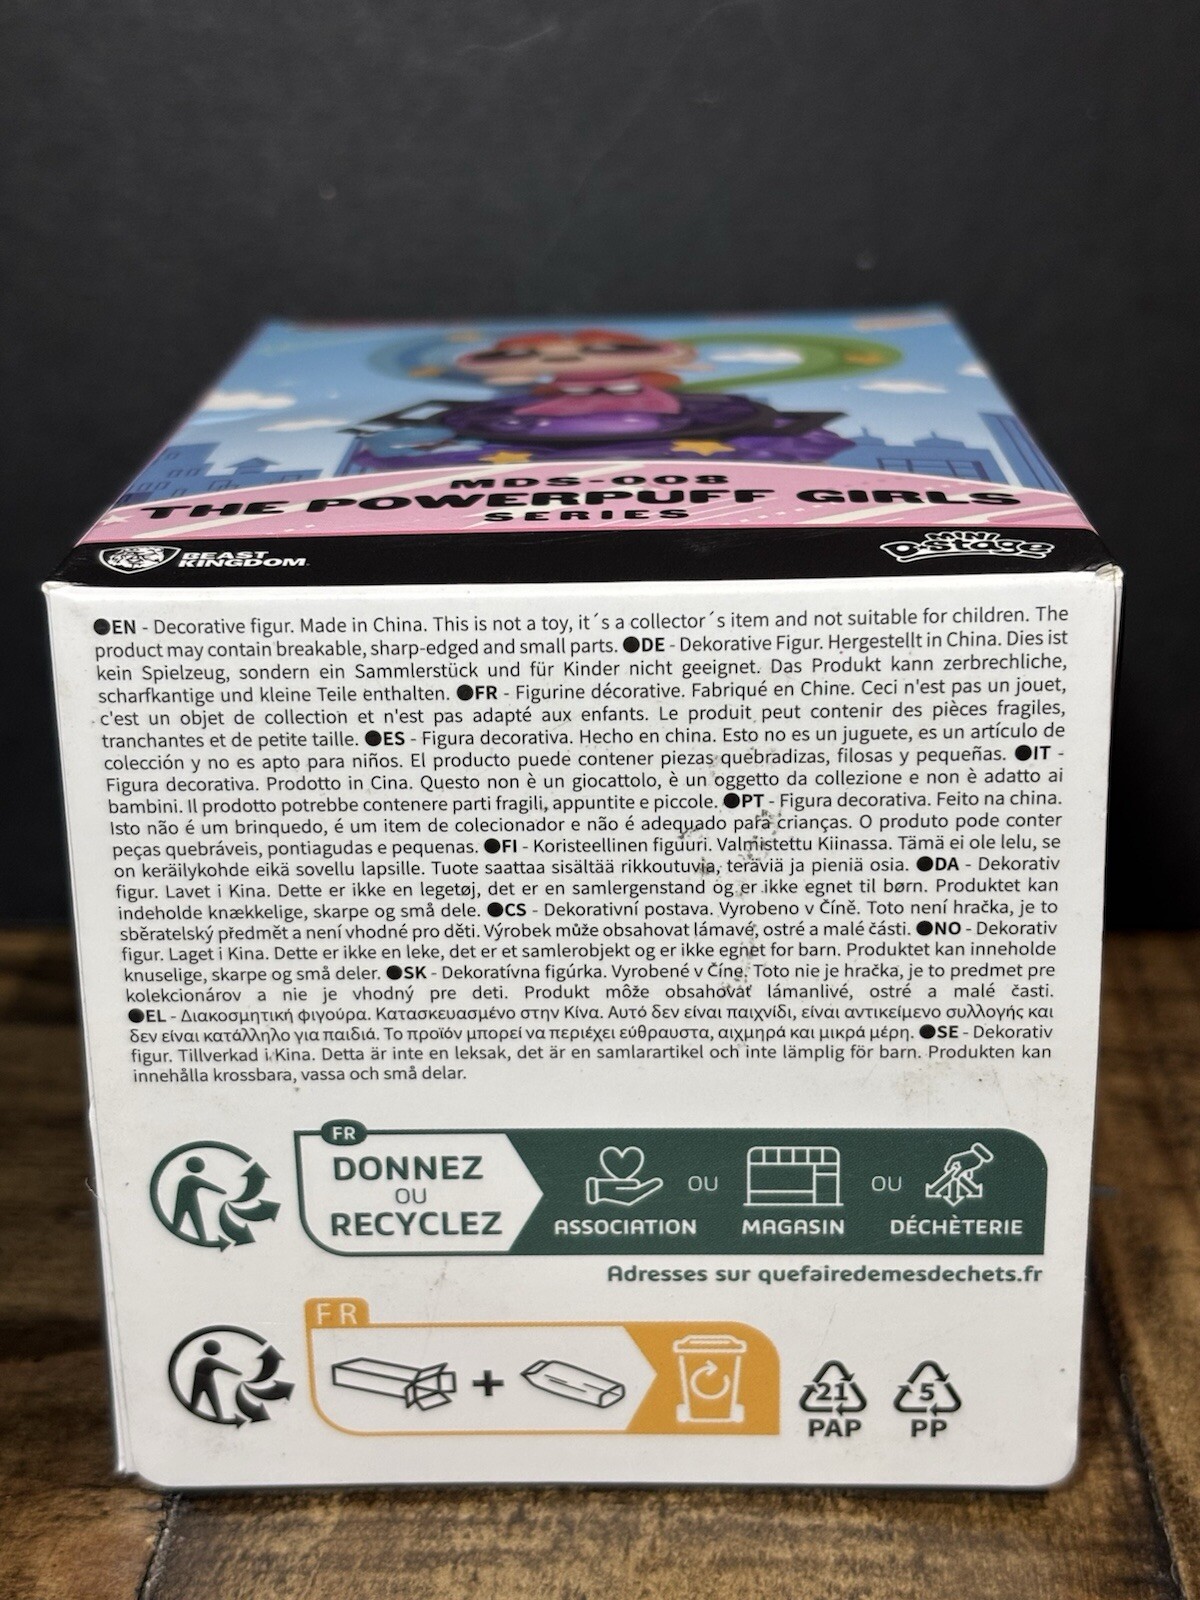 MDS-008
THE POWERPUFF GIRLS
SERIES
BEAST
KINGDOM
MINI
D-Stage
●EN - Decorative figur. Made in China. This is not a toy, it´s a collector´s item and not suitable for children. The
product may contain breakable, sharp-edged and small parts. ●DE - Dekorative Figur. Hergestellt in China. Dies ist
kein Spielzeug, sondern ein Sammlerstück und für Kinder nicht geeignet. Das Produkt kann zerbrechliche,
scharfkantige und kleine Teile enthalten. ●FR - Figurine décorative. Fabriqué en Chine. Ceci n'est pas un jouet,
c'est un objet de collection et n'est pas adapté aux enfants. Le produit peut contenir des pièces fragiles,
tranchantes et de petite taille. ●ES - Figura decorativa. Hecho en china. Esto no es un juguete, es un artículo de
colección y no es apto para niños. El producto puede contener piezas quebradizas, filosas y pequeñas. ●IT -
Figura decorativa. Prodotto in Cina. Questo non è un giocattolo, è un oggetto da collezione e non è adatto ai
bambini. Il prodotto potrebbe contenere parti fragili, appuntite e piccole. ●PT - Figura decorativa. Feito na china.
Isto não é um brinquedo, é um item de colecionador e não é adequado para crianças. O produto pode conter
peças quebráveis, pontiagudas e pequenas. ●FI - Koristeellinen figuuri. Valmistettu Kiinassa. Tämä ei ole lelu, se
on keräilykohde eikä sovellu lapsille. Tuote saattaa sisältää rikkoutuvia, teräviä ja pieniä osia. ●DA - Dekorativ
figur. Lavet i Kina. Dette er ikke en legetøj, det er en samlergenstand og er ikke egnet til børn. Produktet kan
indeholde knækkelige, skarpe og små dele. ●CS - Dekorativní postava. Vyrobeno v Číně. Toto není hračka, je to
sběratelský předmět a není vhodné pro děti. Výrobek může obsahovat lámavé, ostré a malé části. ●NO - Dekorativ
figur. Laget i Kina. Dette er ikke en leke, det er et samlerobjekt og er ikke egnet for barn. Produktet kan inneholde
knuselige, skarpe og små deler. ●SK - Dekoratívna figúrka. Vyrobené v Číne. Toto nie je hračka, je to predmet pre
kolekcionárov a nie je vhodný pre deti. Produkt môže obsahovať lámanlivé, ostré a malé časti.
●EL - Διακοσμητική φιγούρα. Κατασκευασμένο στην Κίνα. Αυτό δεν είναι παιχνίδι, είναι αντικείμενο συλλογής και
δεν είναι κατάλληλο για παιδιά. Το προϊόν μπορεί να περιέχει εύθραυστα, αιχμηρά και μικρά μέρη. ●SE - Dekorativ
figur. Tillverkad i Kina. Detta är inte en leksak, det är en samlarartikel och inte lämplig för barn. Produkten kan
innehålla krossbara, vassa och små delar.
FR
DONNEZ
OU
RECYCLEZ
ASSOCIATION OU MAGASIN OU DÉCHÈTERIE
Adresses sur quefairedemesdechets.fr
FR
+
21
PAP
5
PP